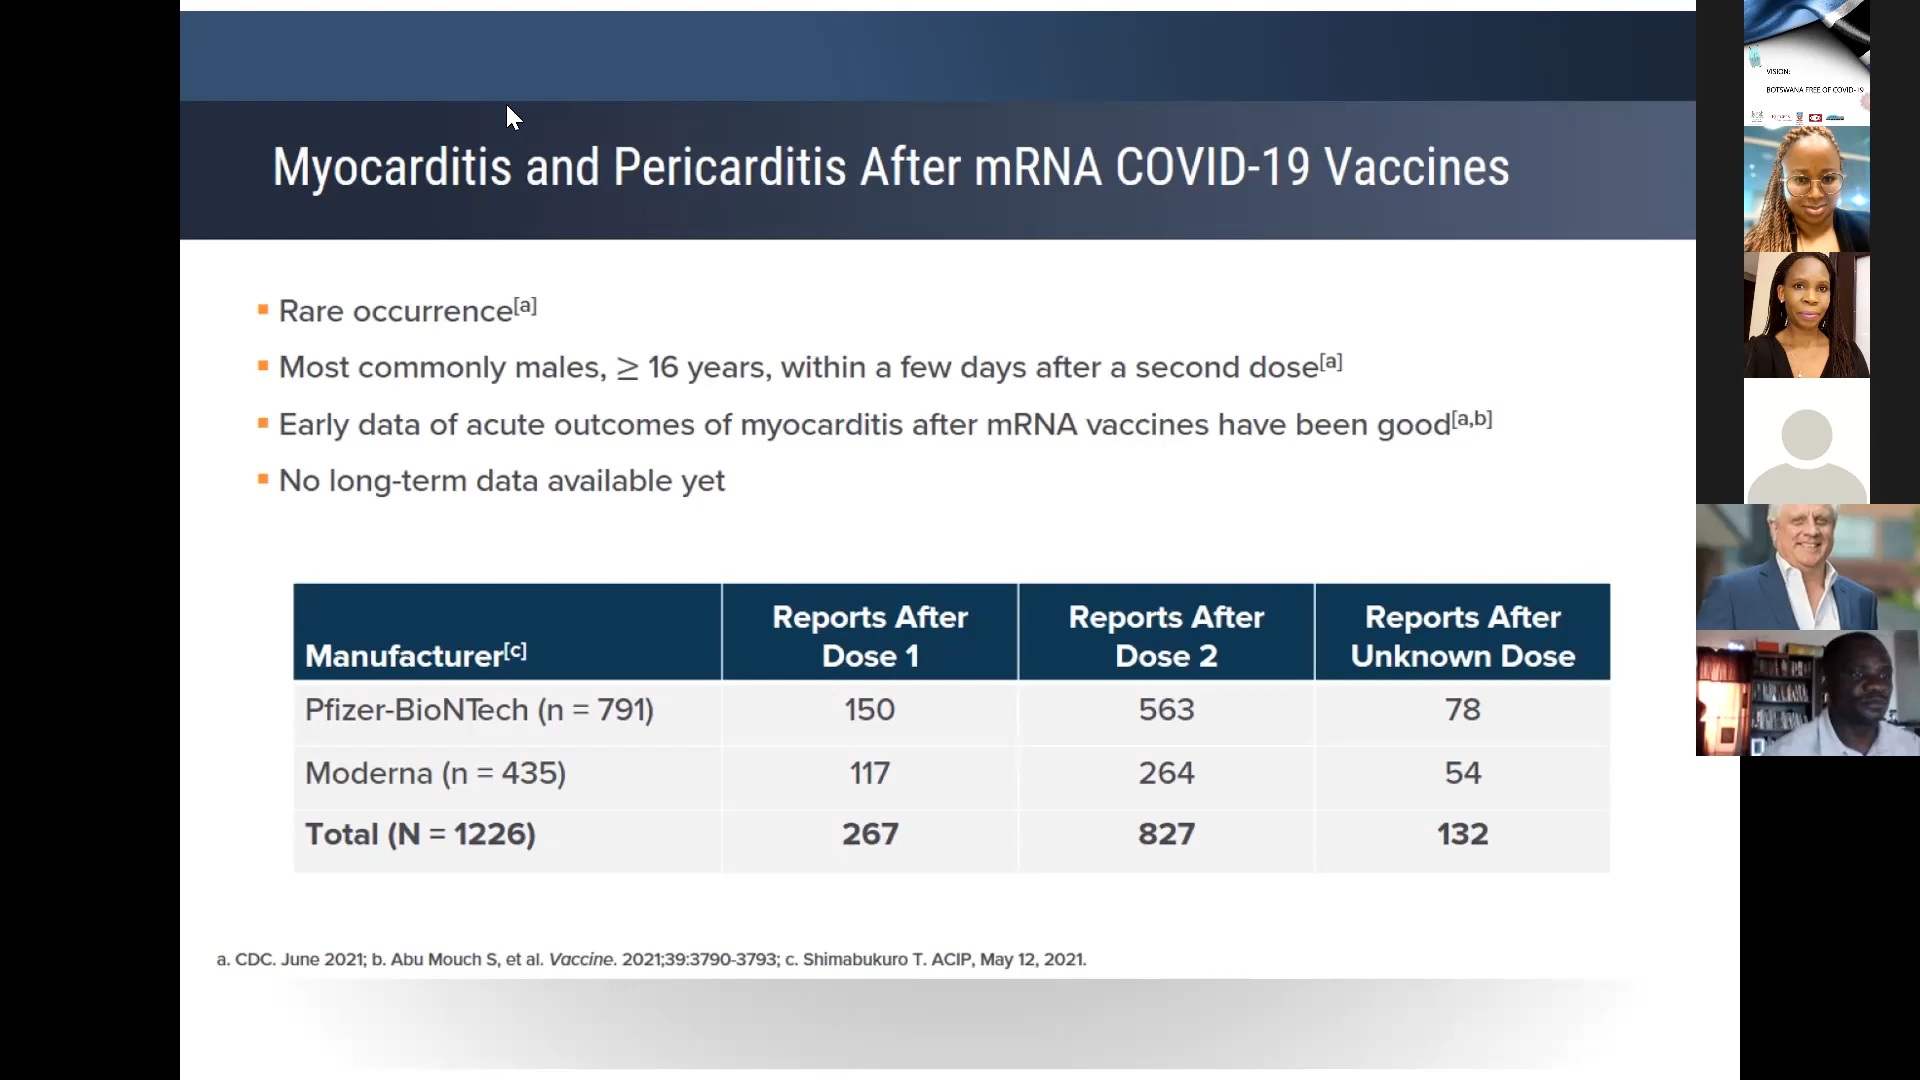 Myocarditis and Pericarditis After mRNA COVID-19 Vaccines
Rare occurrence[a]
Most commonly males, ≥ 16 years, within a few days after a second dose[a]
Early data of acute outcomes of myocarditis after mRNA vaccines have been good[a,b]
No long-term data available yet
Manufacturer[c] Reports After Dose 1 Reports After Dose 2 Reports After Unknown Dose
Pfizer-BioNTech (n = 791) 150 563 78
Moderna (n = 435) 117 264 54
Total (N = 1226) 267 827 132
a. CDC. June 2021; b. Abu Mouch S, et al. Vaccine. 2021;39:3790-3793; c. Shimabukuro T. ACIP, May 12, 2021.
VISION:
BOTSWANA FREE OF COVID-19